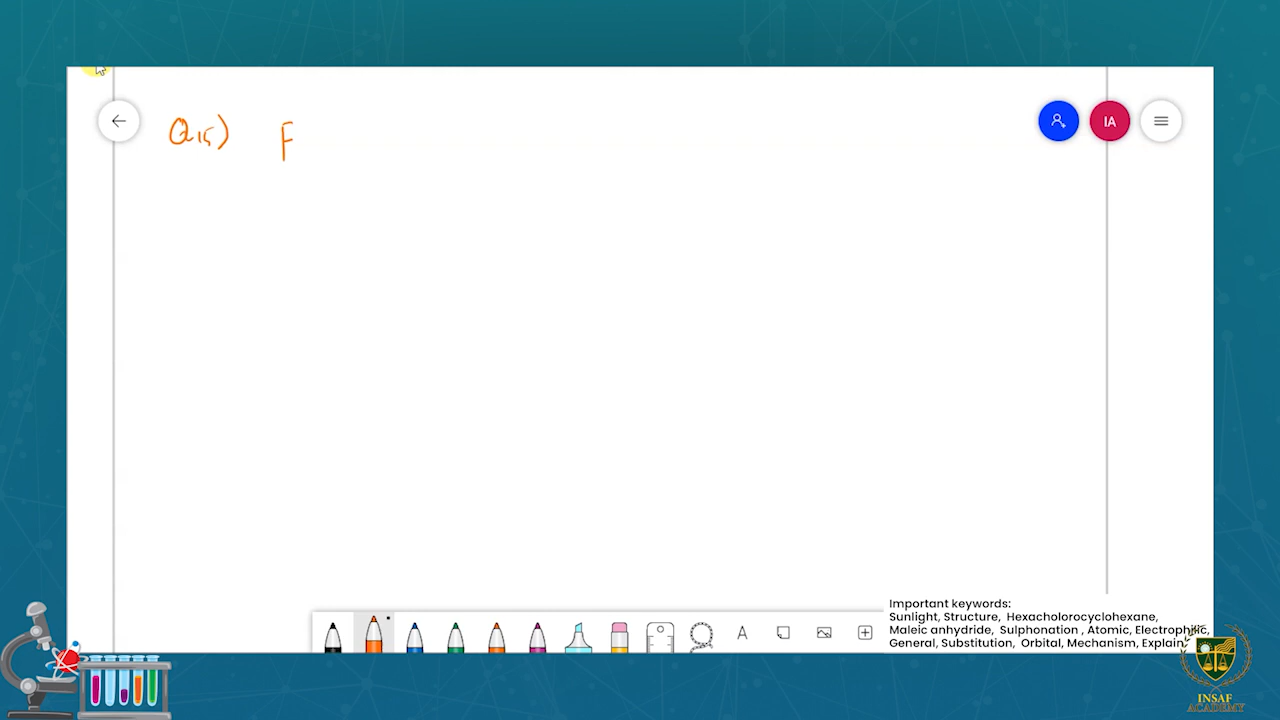 Q15) F
IA
A
Important keywords:
Sunlight, Structure, Hexacholorocyclohexane,
Maleic anhydride, Sulphonation , Atomic, Electrophilic,
General, Substitution, Orbital, Mechanism, Explain
INSAF
ACADEMY